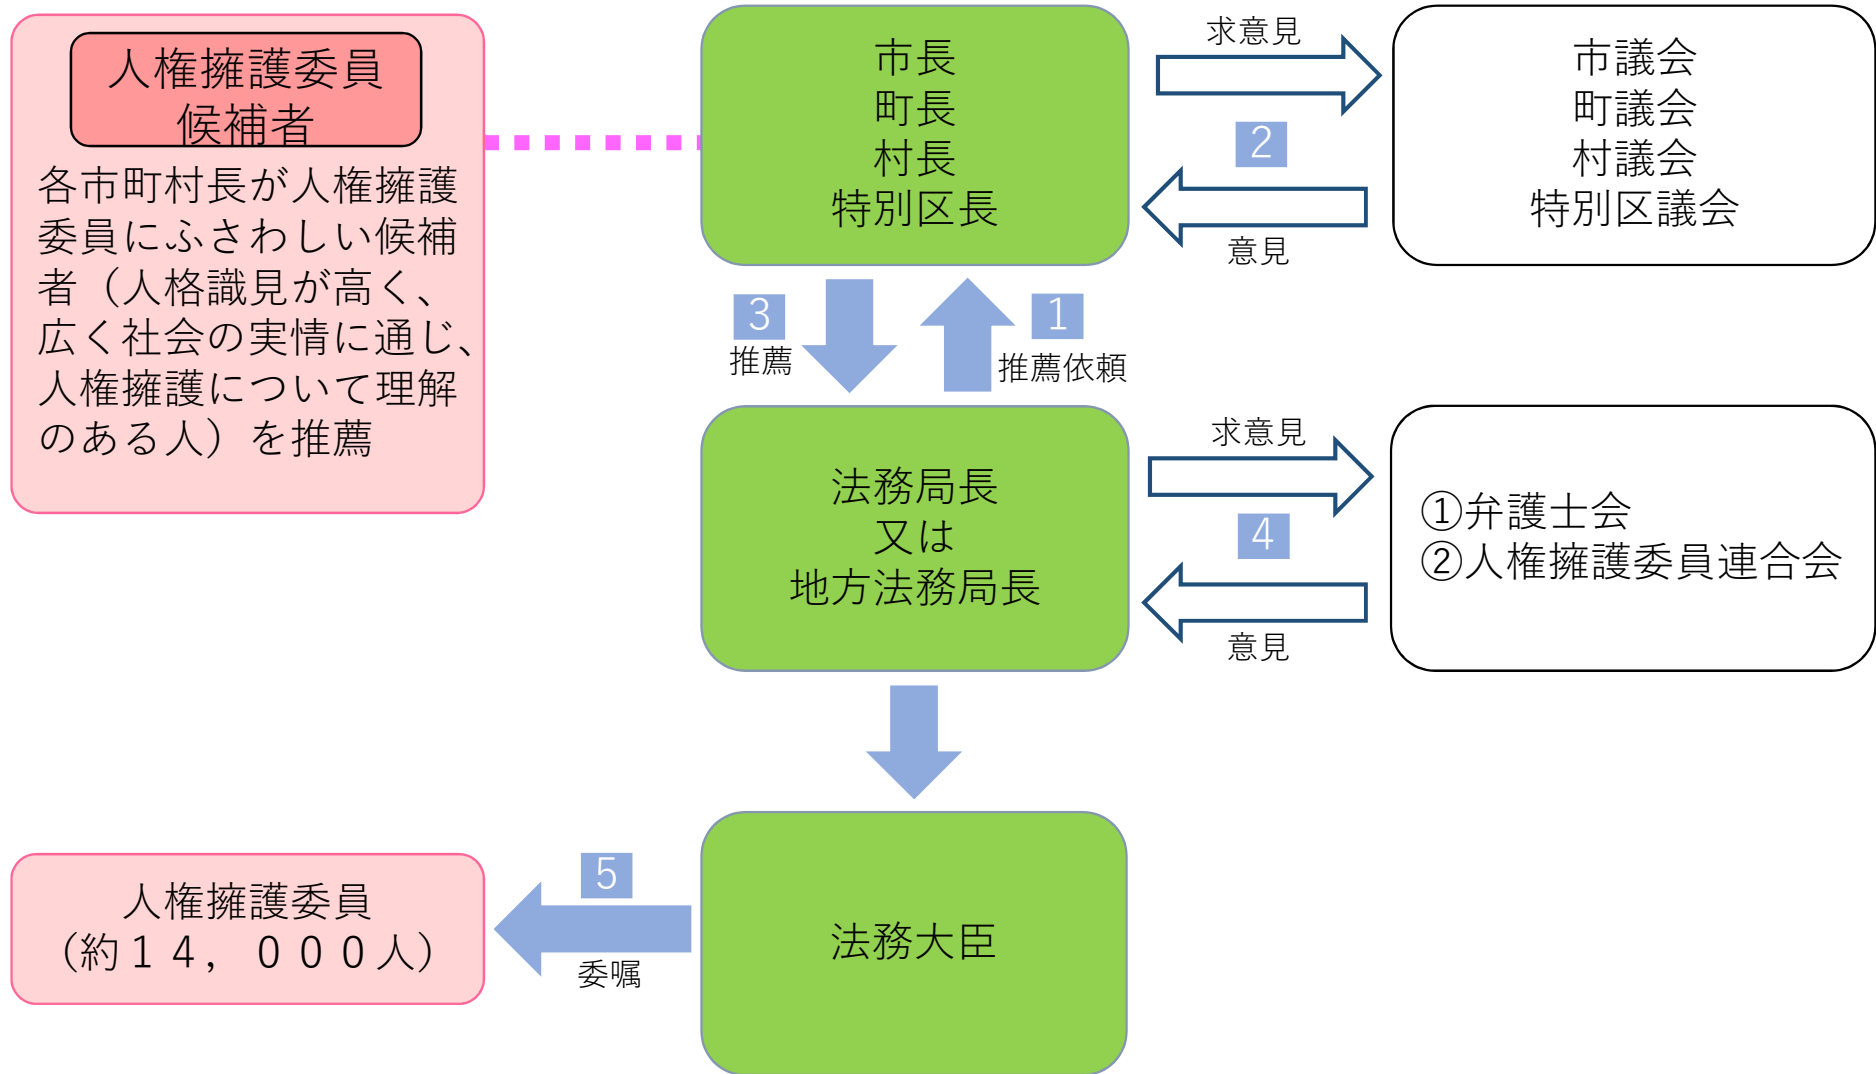 人権擁護委員
候補者
各市町村長が人権擁護
委員にふさわしい候補
者（人格識見が高く、
広く社会の実情に通じ、
人権擁護について理解
のある人）を推薦
市長
町長
村長
特別区長
求意見
2
意見
市議会
町議会
村議会
特別区議会
3
推薦
1
推薦依頼
法務局長
又は
地方法務局長
求意見
4
意見
①弁護士会
②人権擁護委員連合会
人権擁護委員
（約１４，０００人）
5
委嘱
法務大臣